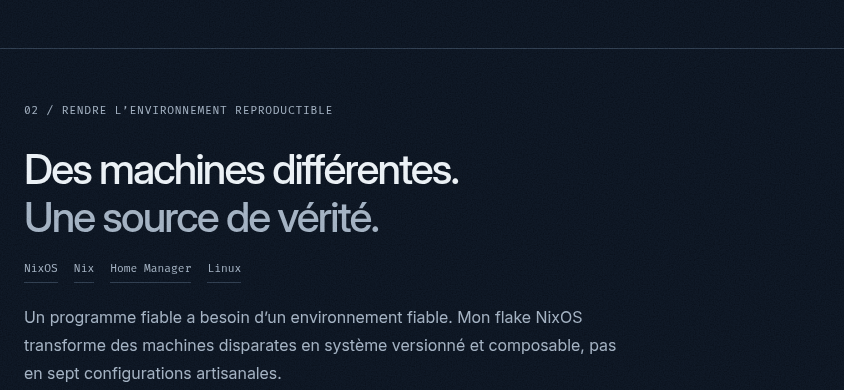 02 / RENDRE L’ENVIRONNEMENT REPRODUCTIBLE
Des machines différentes.
Une source de vérité.
NixOS Nix Home Manager Linux
Un programme fiable a besoin d’un environnement fiable. Mon flake NixOS
transforme des machines disparates en système versionné et composable, pas
en sept configurations artisanales.